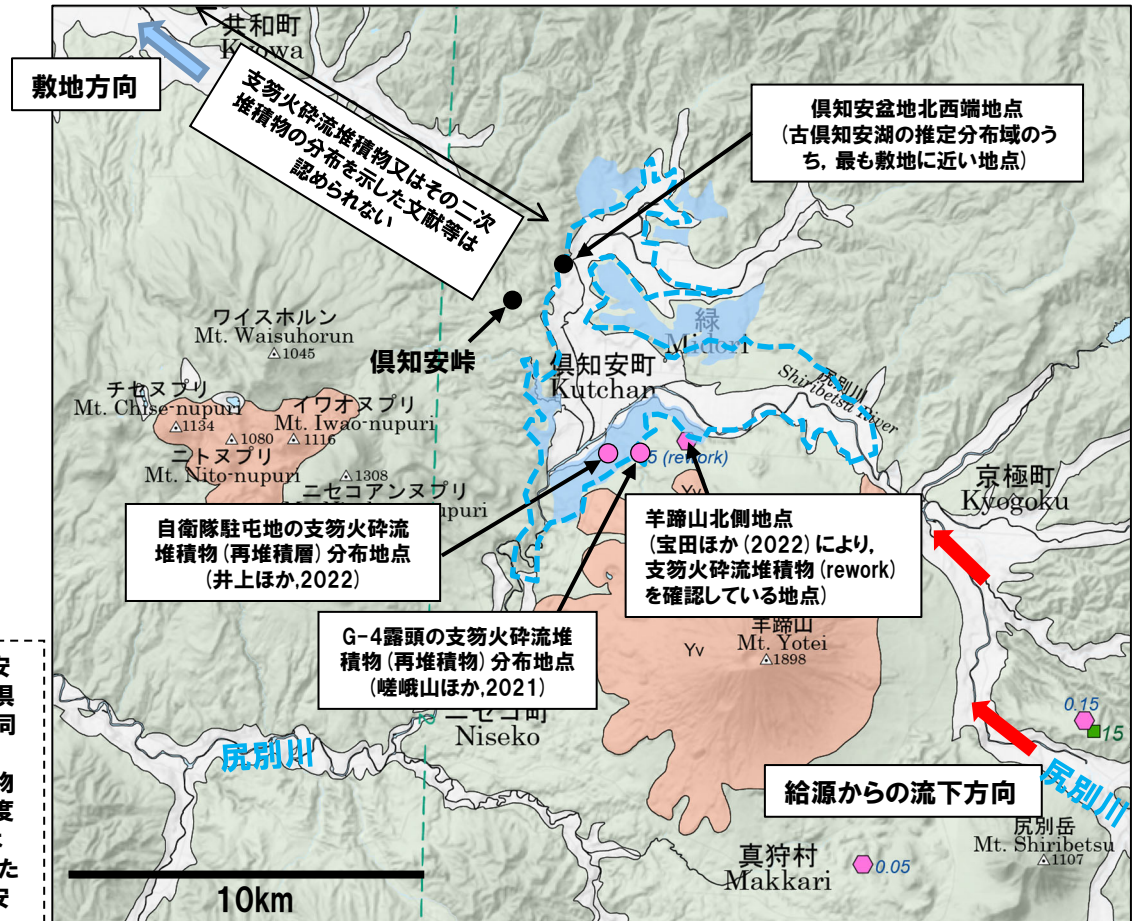 共和町
Kyowa
敷地方向
支笏火砕流堆積物又はその二次
堆積物の分布を示した文献等は
認められない
倶知安盆地北西端地点
(古倶知安湖の推定分布域のう
ち，最も敷地に近い地点)
ワイスホルン
Mt. Waisuhorun
1045
倶知安峠
緑
Midori
倶知安町
Kutchan
尻別川
Shiribetsu River
チセヌプリ
Mt. Chise-nupuri
1134
イワオヌプリ
Mt. Iwao-nupuri
1116
1080
ニトヌプリ
Mt. Nito-nupuri
1308
ニセコアンヌプリ
upuri
5 (rework)
Yv
京極町
Kyogoku
自衛隊駐屯地の支笏火砕流
堆積物(再堆積層)分布地点
(井上ほか,2022)
羊蹄山北側地点
(宝田ほか(2022)により，
支笏火砕流堆積物(rework)
を確認している地点)
G-4露頭の支笏火砕流堆
積物(再堆積物)分布地点
(嵯峨山ほか,2021)
羊蹄山
Mt. Yotei
1898
Yv
ニセコ町
Niseko
尻別川
0.15
15
給源からの流下方向
尻別川
尻別岳
Mt. Shiribetsu
1107
真狩村
Makkari
0.05
10km
安
倶
同
物
度
た
安